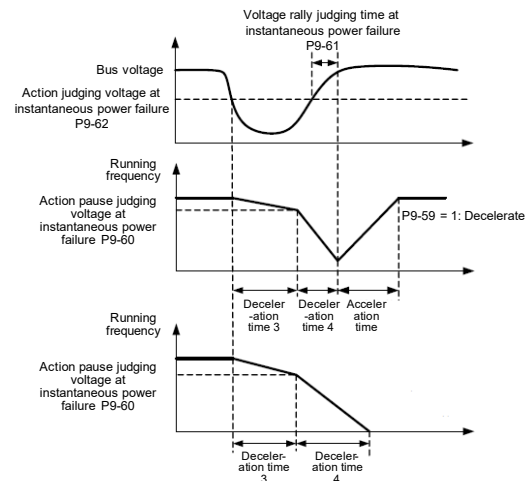 Voltage rally judging time at
instantaneous power failure
P9-61
Bus voltage
Action judging voltage at
instantaneous power failure
P9-62
Running
frequency
Action pause judging
voltage at
instantaneous power
failure P9-60
P9-59 = 1: Decelerate
Deceler
-ation
time 3
Deceler
-ation
time 4
Acceler
ation
time
Running
frequency
Action pause judging
voltage at
instantaneous power
failure P9-60
Deceler-
ation time
3
Deceler-
ation time
4